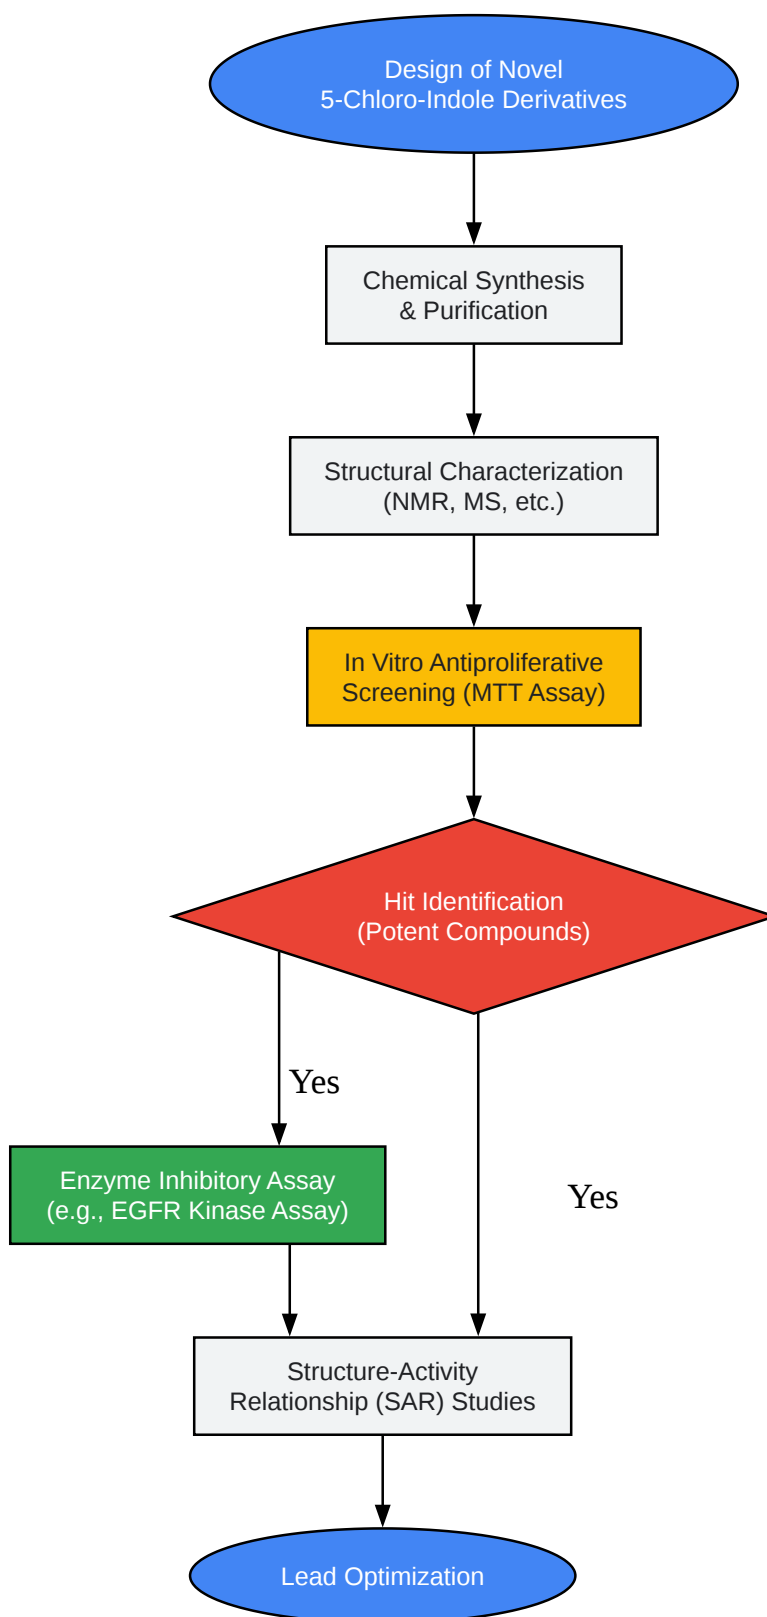 Design of Novel
5-Chloro-Indole Derivatives
Chemical Synthesis
& Purification
Structural Characterization
(NMR, MS, etc.)
In Vitro Antiproliferative
Screening (MTT Assay)
Hit Identification
(Potent Compounds)
Yes
Enzyme Inhibitory Assay
(e.g., EGFR Kinase Assay)
Yes
Structure-Activity
Relationship (SAR) Studies
Lead Optimization